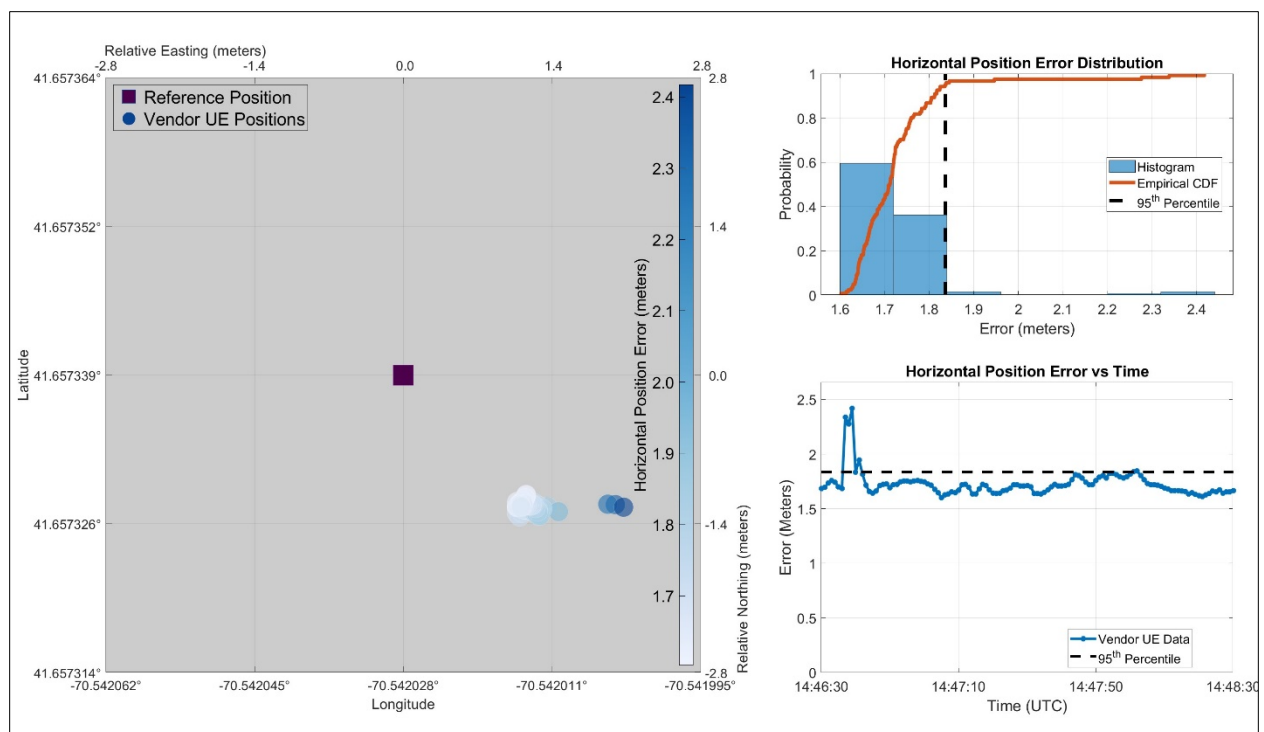 Relative Easting (meters)
-2.8 -1.4 0.0 1.4 2.8
41.657364° 2.8
Reference Position
Vendor UE Positions
2.4
2.3
41.657352° 2.2 1.4
2.1
Latitude
41.657339° 2.0 0.0
Horizontal Position Error (meters)
1.9
41.657326° 1.8 -1.4
1.7
Relative Northing (meters)
41.657314° -2.8
-70.542062° -70.542045° -70.542028° -70.542011° -70.541995°
Longitude
Horizontal Position Error Distribution
1
0.8
0.6
0.4
0.2
0
Probability
Histogram
Empirical CDF
95th Percentile
1.6 1.7 1.8 1.9 2 2.1 2.2 2.3 2.4
Error (meters)
Horizontal Position Error vs Time
2.5
2
1.5
1
0.5
0
Error (Meters)
Vendor UE Data
95th Percentile
14:46:30 14:47:10 14:47:50 14:48:30
Time (UTC)